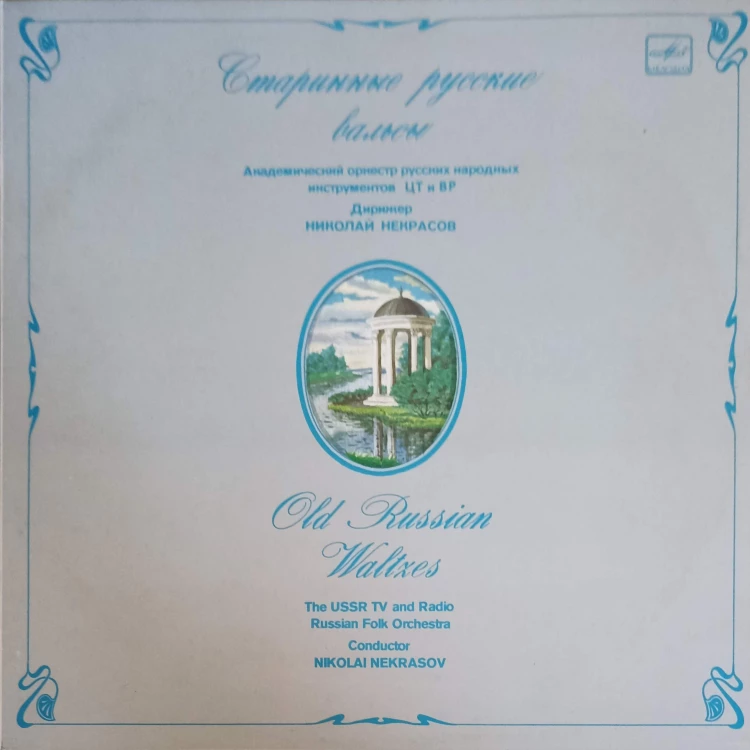 Старинные русские
вальсы
Академический оркестр русских народных
инструментов ЦТ и ВР
Дирижер
НИКОЛАЙ НЕКРАСОВ
Old Russian
Waltzes
The USSR TV and Radio
Russian Folk Orchestra
Conductor
NIKOLAI NEKRASOV